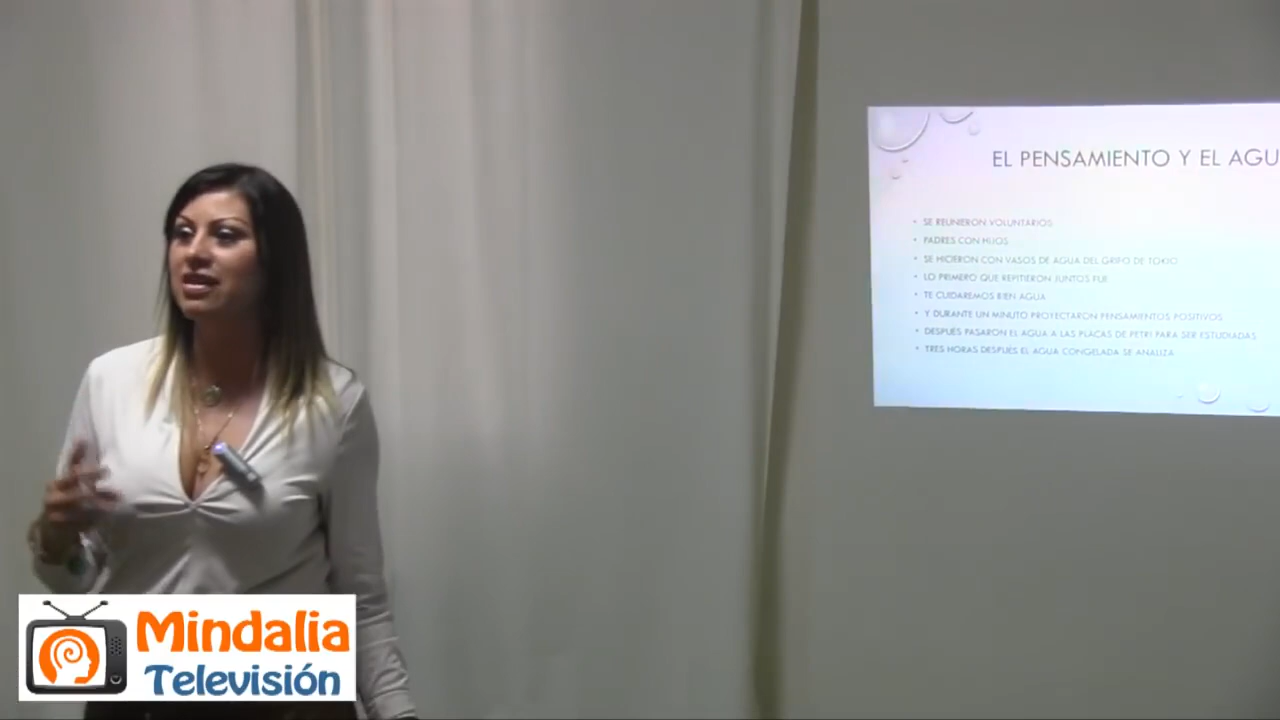 EL PENSAMIENTO Y EL AGU
• SE REUNIERON VOLUNTARIOS
• PADRES CON HIJOS
• SE HICIERON CON VASOS DE AGUA DEL GRIFO DE TOKIO
• LO PRIMERO QUE REPITIERON JUNTOS FUE
• TE CUIDAREMOS BIEN AGUA
• Y DURANTE UN MINUTO PROYECTARON PENSAMIENTOS POSITIVOS
• DESPUÉS PASARON EL AGUA A LAS PLACAS DE PETRI PARA SER ESTUDIADAS
• TRES HORAS DESPUÉS EL AGUA CONGELADA SE ANALIZA
Mindalia
Televisión